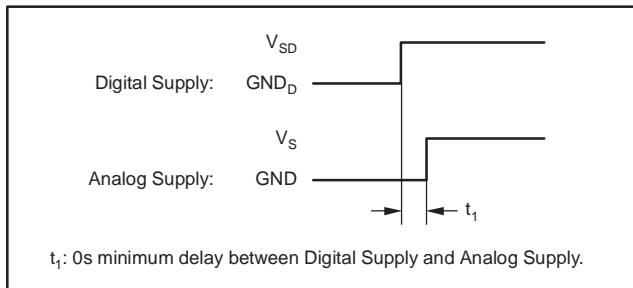 V_SD
Digital Supply: GND_D
V_S
Analog Supply: GND
t_1
t_1: 0s minimum delay between Digital Supply and Analog Supply.